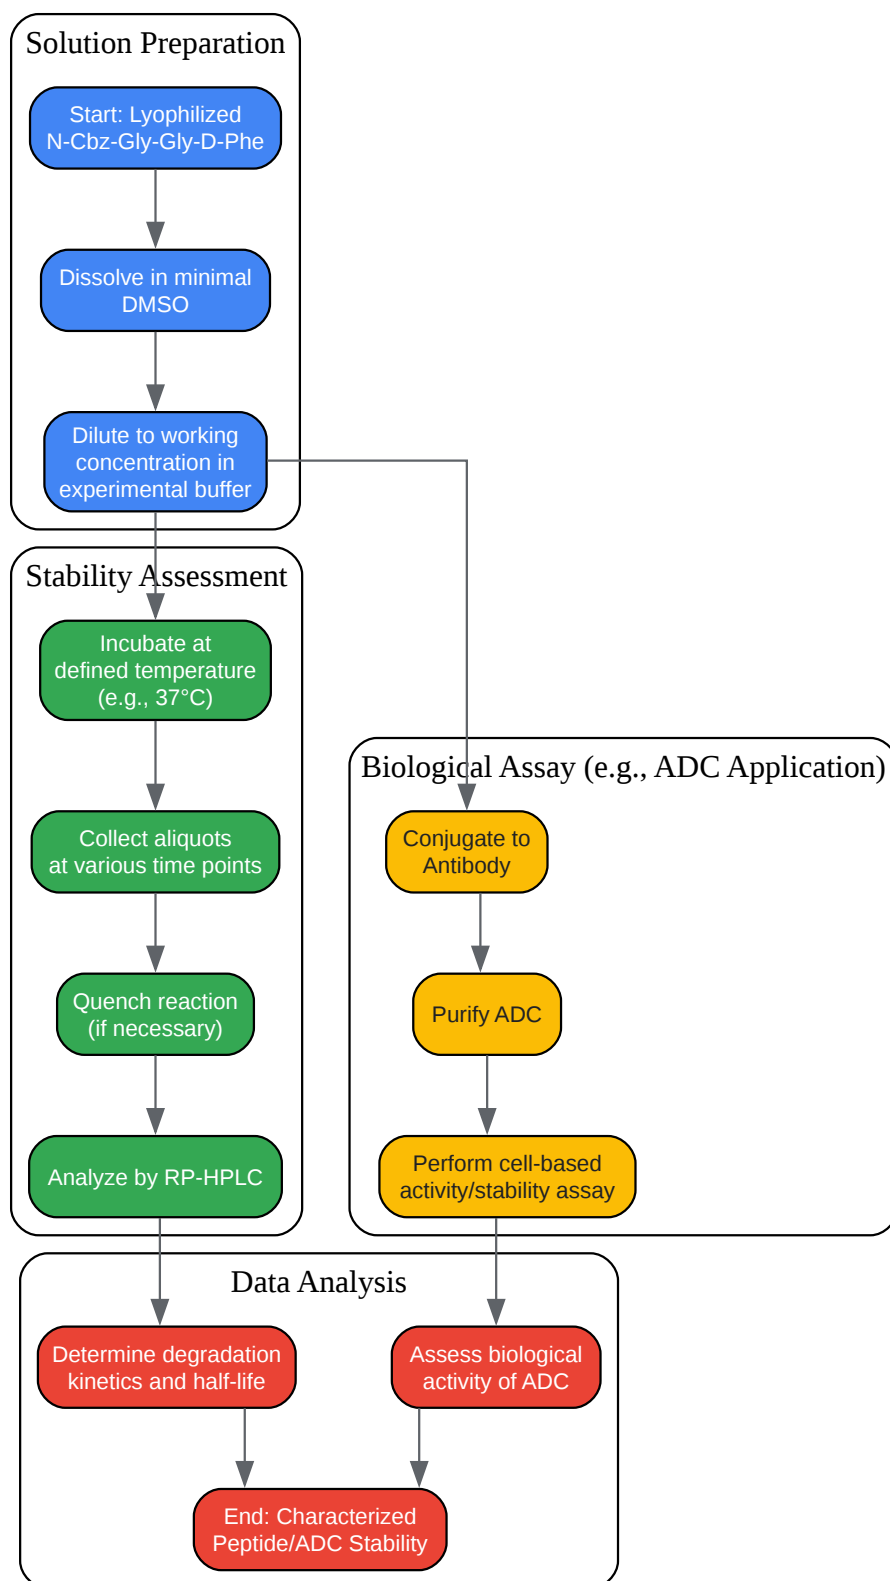 Solution Preparation
Start: Lyophilized
N-Cbz-Gly-Gly-D-Phe
Dissolve in minimal
DMSO
Dilute to working
concentration in
experimental buffer
Stability Assessment
Incubate at
defined temperature
(e.g., 37°C)
Collect aliquots
at various time points
Quench reaction
(if necessary)
Analyze by RP-HPLC
Biological Assay (e.g., ADC Application)
Conjugate to
Antibody
Purify ADC
Perform cell-based
activity/stability assay
Data Analysis
Determine degradation
kinetics and half-life
Assess biological
activity of ADC
End: Characterized
Peptide/ADC Stability